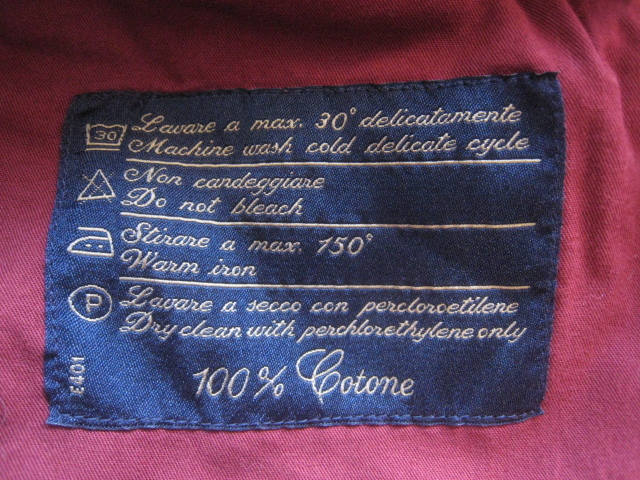 30 Lavare a max. 30° delicatamente
Machine wash cold delicate cycle
Non candeggiare
Do not bleach
Stirare a max. 150°
Warm iron
P Lavare a secco con percloroetilene
Dry clean with perchlorethylene only
E401
100% Cotone